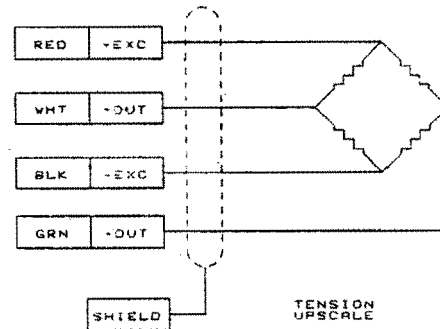 RED +EXC
WHT -OUT
BLK -EXC
GRN +OUT
SHIELD
TENSION
UPSCALE